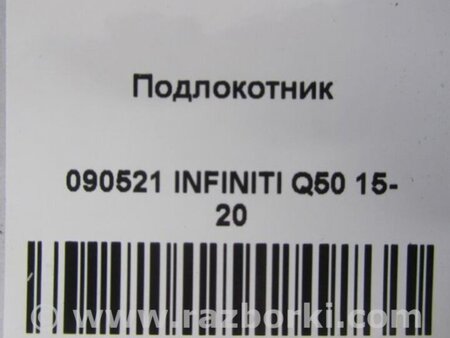 Подлокотник
090521 INFINITI Q50 15-
20
© www.razborki.com